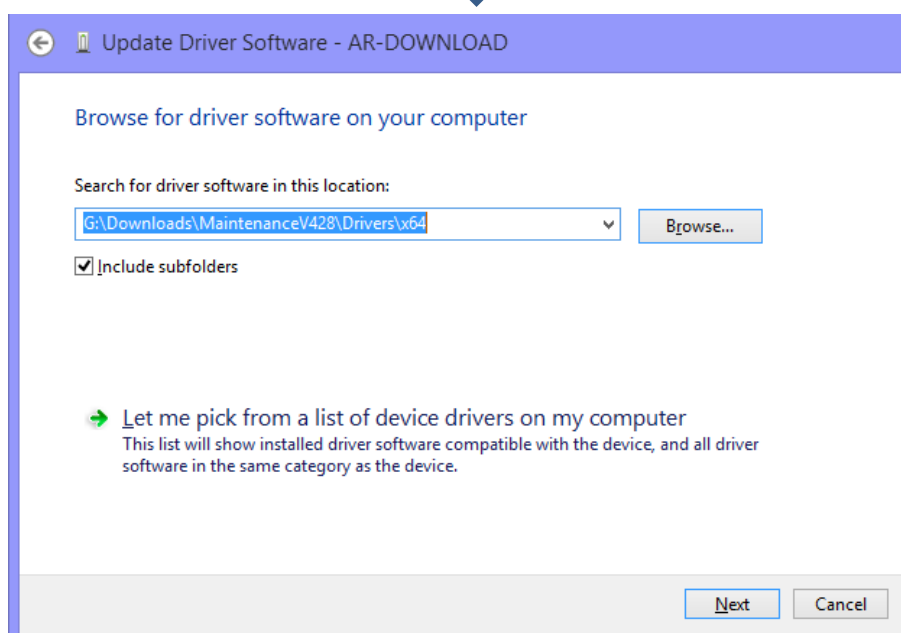 Update Driver Software - AR-DOWNLOAD
Browse for driver software on your computer
Search for driver software in this location:
G:\Downloads\MaintenanceV428\Drivers\x64
Browse...
Include subfolders
Let me pick from a list of device drivers on my computer
This list will show installed driver software compatible with the device, and all driver
software in the same category as the device.
Next
Cancel